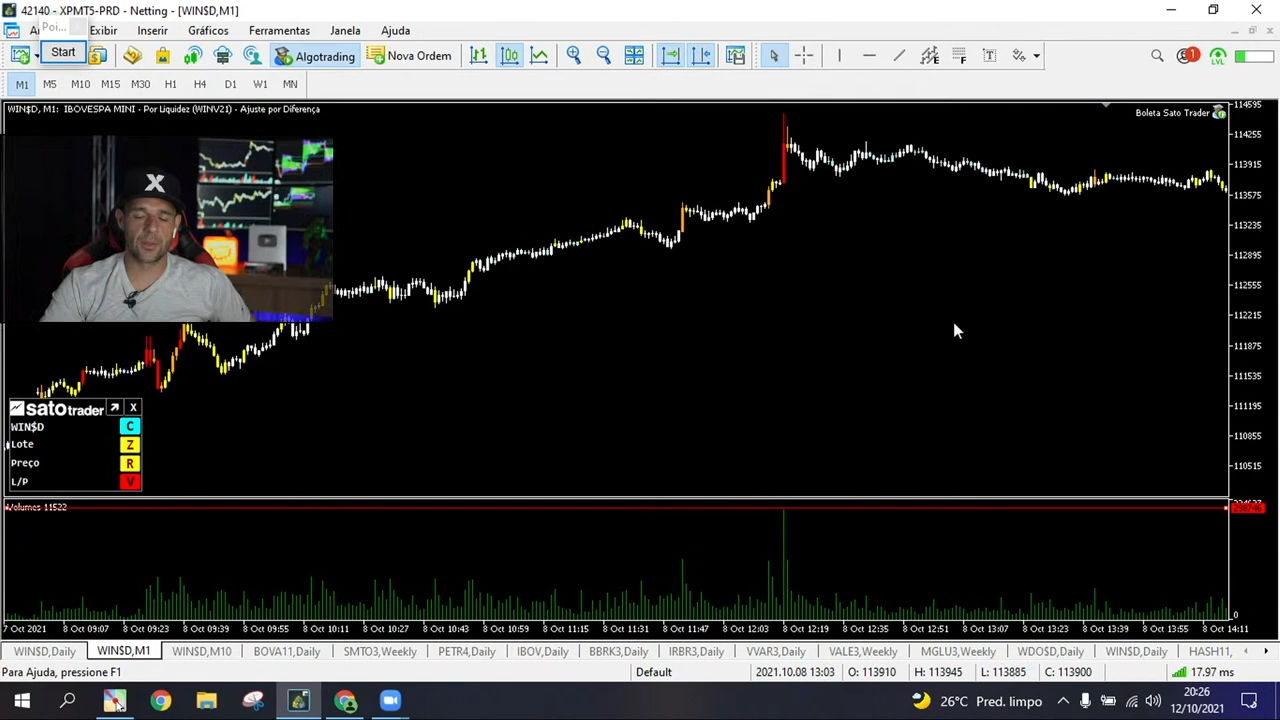 42140 - XPMT5-PRD - Netting - [WIN$D,M1]
Poi...
Exibir Inserir Gráficos Ferramentas Janela Ajuda
Start
Algotrading Nova Ordem
1
LVL
M1 M5 M10 M15 M30 H1 H4 D1 W1 MN
WIN$D, M1: IBOVESPA MINI - Por Liquidez (WINV21) - Ajuste por Diferença
Boleta Sato Trader
114595
114255
113915
113575
113235
112895
112555
112215
111875
111535
111195
110855
110515
X
sato trader X
WIN$D C
Lote Z
Preço R
L/P V
Volumes 11522
0
7 Oct 2021 8 Oct 09:07 8 Oct 09:23 8 Oct 09:39 8 Oct 09:55 8 Oct 10:11 8 Oct 10:27 8 Oct 10:43 8 Oct 10:59 8 Oct 11:15 8 Oct 11:31 8 Oct 11:47 8 Oct 12:03 8 Oct 12:19 8 Oct 12:35 8 Oct 12:51 8 Oct 13:07 8 Oct 13:23 8 Oct 13:39 8 Oct 13:55 8 Oct 14:11
WIN$D,Daily WIN$D,M1 WIN$D,M10 BOVA11,Daily SMTO3,Weekly PETR4,Daily IBOV,Daily BBRK3,Daily IRBR3,Daily VVAR3,Daily VALE3,Weekly MGLU3,Weekly WDO$D,Daily WIN$D,Daily HASH11,
Para Ajuda, pressione F1 Default 2021.10.08 13:03 O: 113910 H: 113945 L: 113885 C: 113900 17.97 ms
26°C Pred. limpo
20:26
12/10/2021